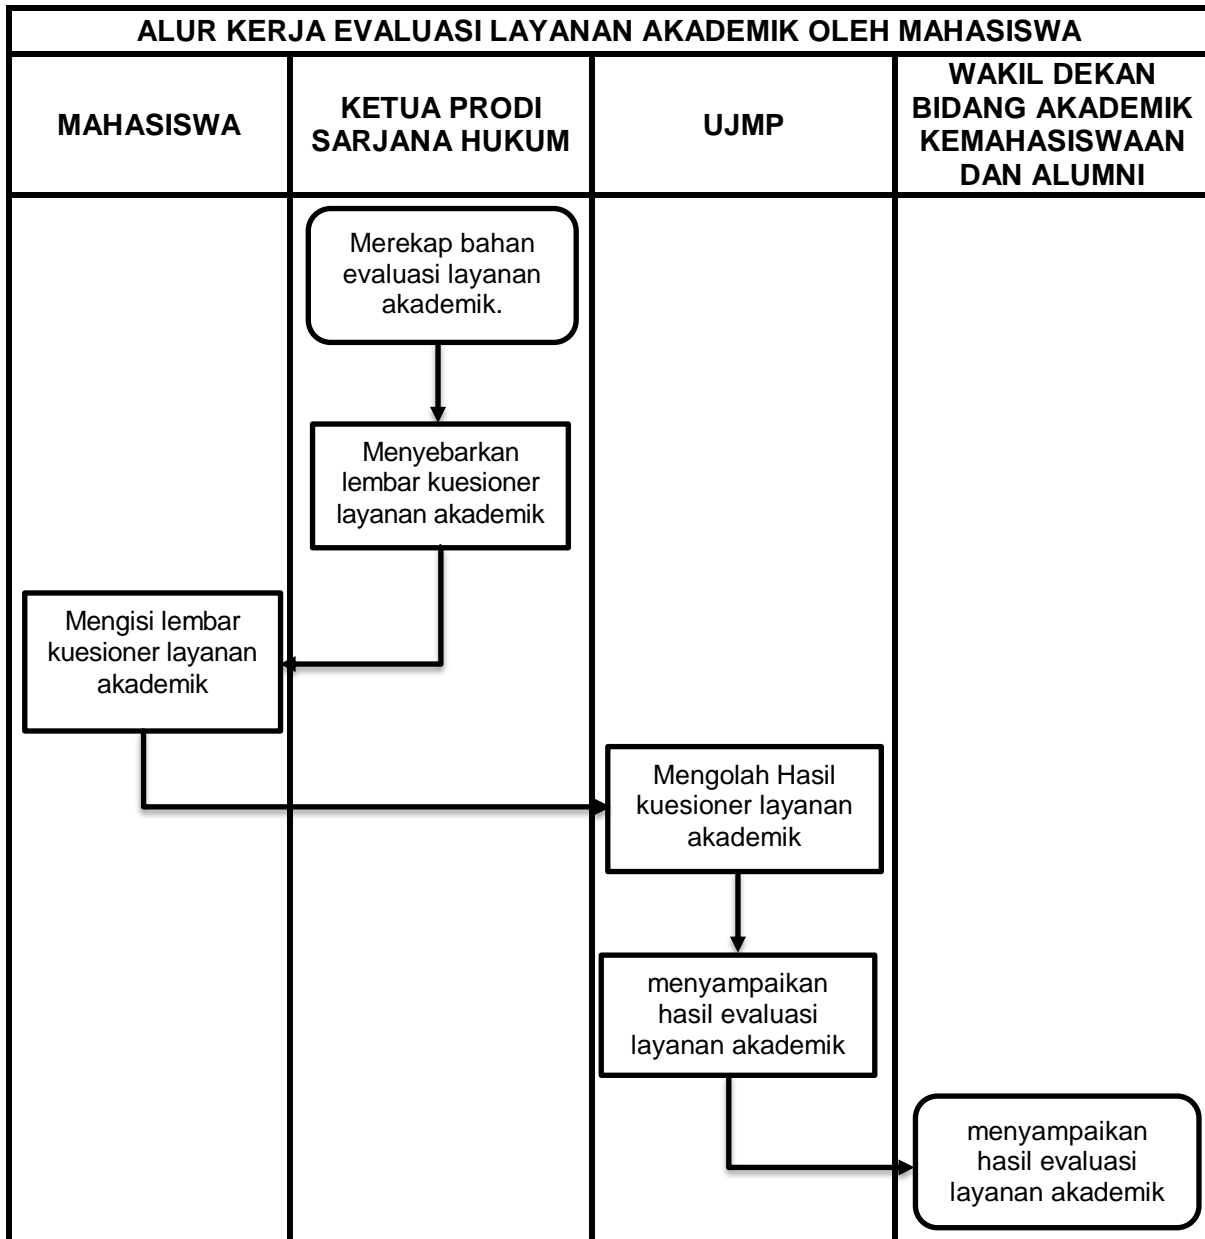 ALUR KERJA EVALUASI LAYANAN AKADEMIK OLEH MAHASISWA
MAHASISWA
KETUA PRODI
SARJANA HUKUM
UJMP
WAKIL DEKAN
BIDANG AKADEMIK
KEMAHASISWAAN
DAN ALUMNI
Merekap bahan
evaluasi layanan
akademik.
Menyebarkan
lembar kuesioner
layanan akademik
Mengisi lembar
kuesioner layanan
akademik
Mengolah Hasil
kuesioner layanan
akademik
menyampaikan
hasil evaluasi
layanan akademik
menyampaikan
hasil evaluasi
layanan akademik